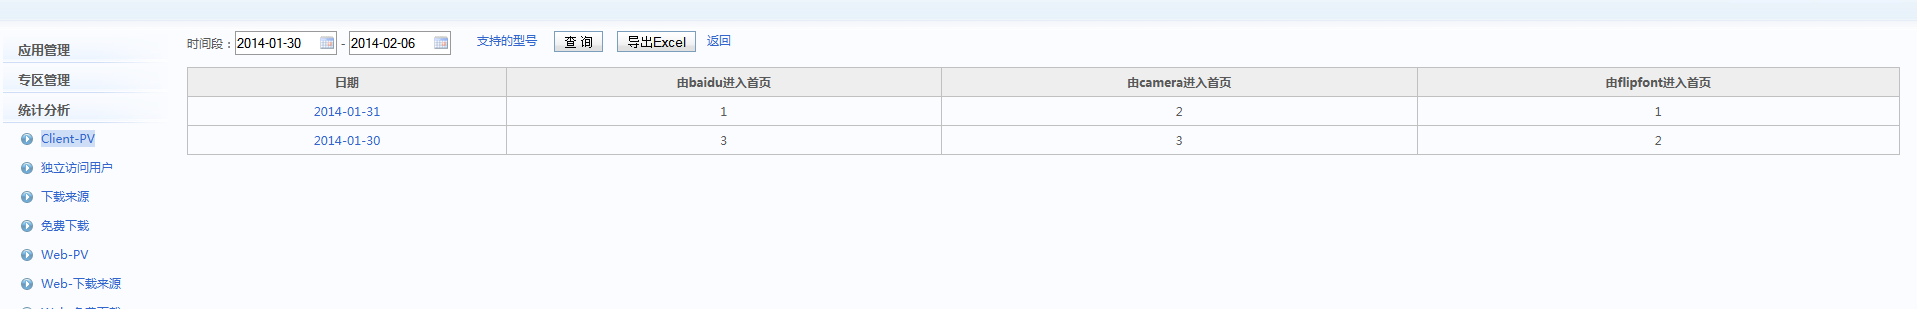 时间段：2014-01-30 - 2014-02-06 支持的型号 查 询 导出Excel 返回
应用管理
专区管理
统计分析
Client-PV
独立访问用户
下载来源
免费下载
Web-PV
Web-下载来源
日期 由baidu进入首页 由camera进入首页 由flipfont进入首页
2014-01-31 1 2 1
2014-01-30 3 3 2